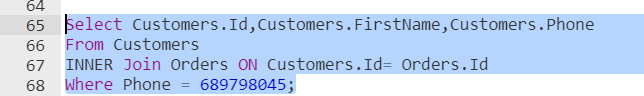 64
65 Select Customers.Id,Customers.FirstName,Customers.Phone
66 From Customers
67 INNER Join Orders ON Customers.Id= Orders.Id
68 Where Phone = 689798045;